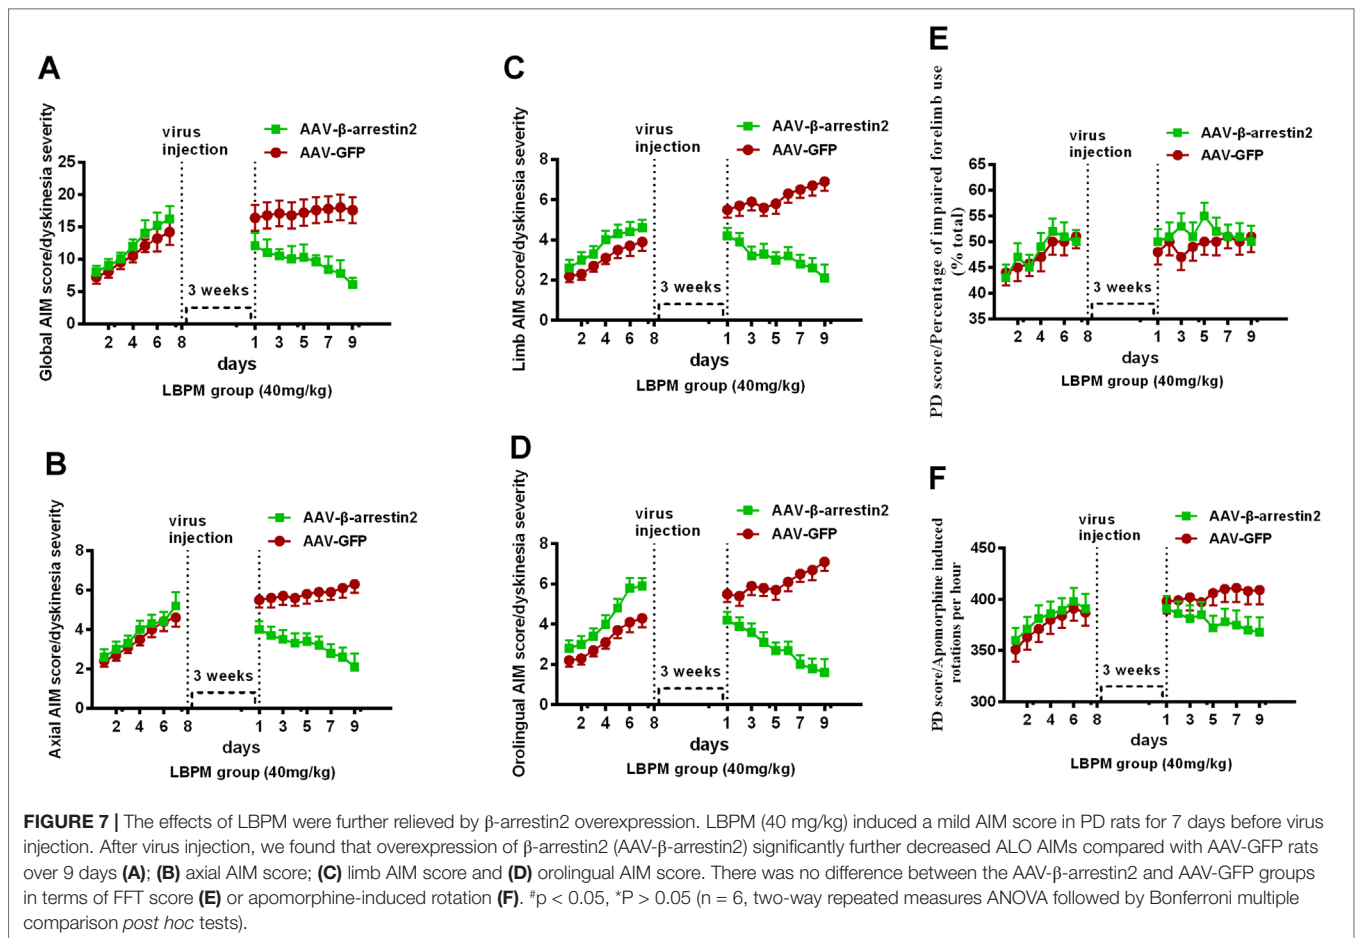 A
Global AIM score/dyskinesia severity
virus
injection
AAV-β-arrestin2
AAV-GFP
25
20
15
10
5
0
3 weeks
2 4 6 8 1 3 5 7 9
days
LBPM group (40mg/kg)
B
Axial AIM score/dyskinesia severity
virus
injection
AAV-β-arrestin2
AAV-GFP
8
6
4
2
0
3 weeks
2 4 6 8 1 3 5 7 9
days
LBPM group (40mg/kg)
C
Limb AIM score/dyskinesia severity
virus
injection
AAV-β-arrestin2
AAV-GFP
8
6
4
2
0
3 weeks
2 4 6 8 1 3 5 7 9
days
LBPM group (40mg/kg)
D
Orolingual AIM score/dyskinesia severity
virus
injection
AAV-β-arrestin2
AAV-GFP
8
6
4
2
0
3 weeks
2 4 6 8 1 3 5 7 9
days
LBPM group (40mg/kg)
E
PD score/Percentage of impaired forelimb use
(% total)
virus
injection
AAV-β-arrestin2
AAV-GFP
65
60
55
50
45
40
35
3 weeks
2 4 6 8 1 3 5 7 9
days
LBPM group (40mg/kg)
F
PD score/Apomorphine induced
rotations per hour
virus
injection
AAV-β-arrestin2
AAV-GFP
450
400
350
300
3 weeks
2 4 6 8 1 3 5 7 9
days
LBPM group (40mg/kg)
FIGURE 7 | The effects of LBPM were further relieved by β-arrestin2 overexpression. LBPM (40 mg/kg) induced a mild AIM score in PD rats for 7 days before virus
injection. After virus injection, we found that overexpression of β-arrestin2 (AAV-β-arrestin2) significantly further decreased ALO AIMs compared with AAV-GFP rats
over 9 days (A); (B) axial AIM score; (C) limb AIM score and (D) orolingual AIM score. There was no difference between the AAV-β-arrestin2 and AAV-GFP groups
in terms of FFT score (E) or apomorphine-induced rotation (F). #p < 0.05, *P > 0.05 (n = 6, two-way repeated measures ANOVA followed by Bonferroni multiple
comparison post hoc tests).